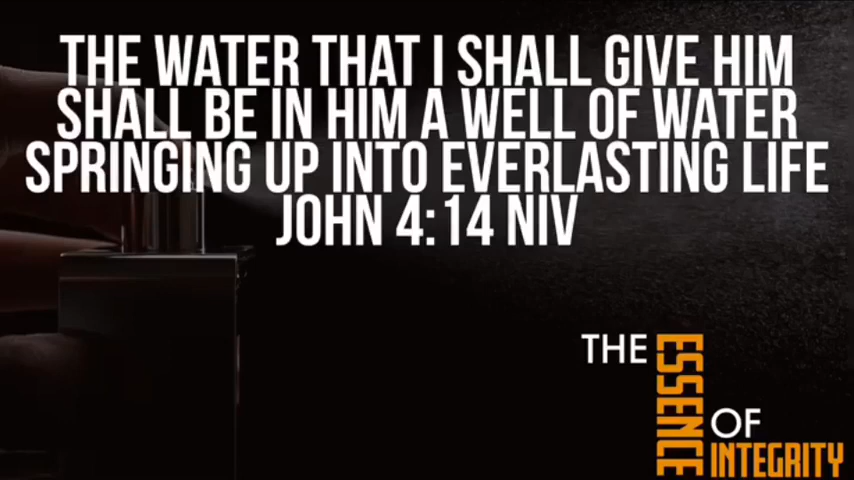 THE WATER THAT I SHALL GIVE HIM
SHALL BE IN HIM A WELL OF WATER
SPRINGING UP INTO EVERLASTING LIFE
JOHN 4:14 NIV
THE
ESSENCE
OF
INTEGRITY